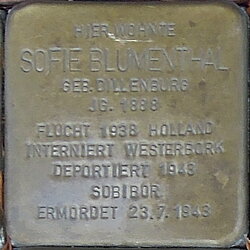 HIER WOHNTE
SOFIE BLUMENTHAL
GEB. DILLENBURG
JG. 1888
FLUCHT 1938 HOLLAND
INTERNIERT WESTERBORK
DEPORTIERT 1943
SOBIBOR
ERMORDET 23.7.1943